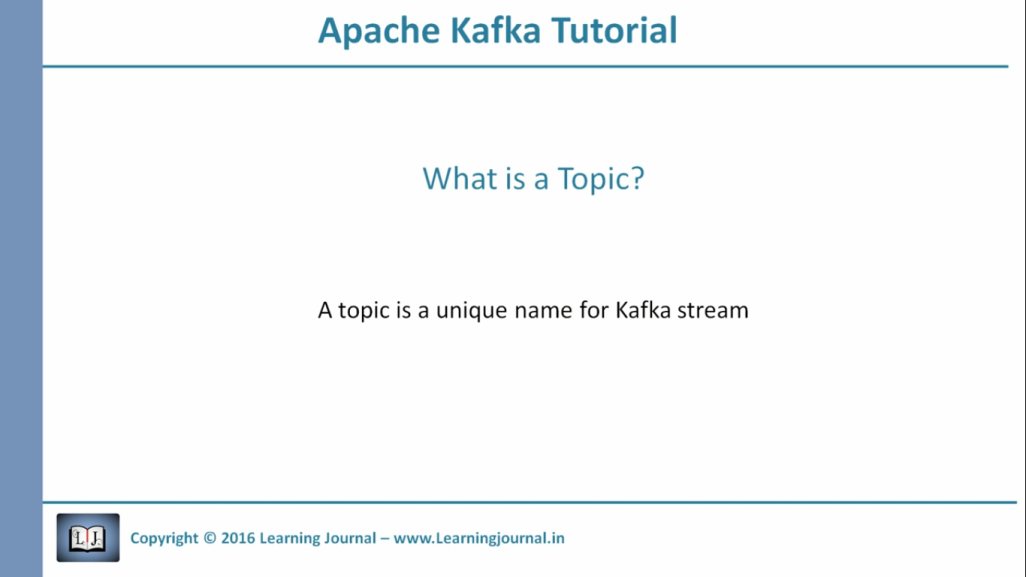 Apache Kafka Tutorial
What is a Topic?
A topic is a unique name for Kafka stream
L J
Copyright © 2016 Learning Journal – www.Learningjournal.in